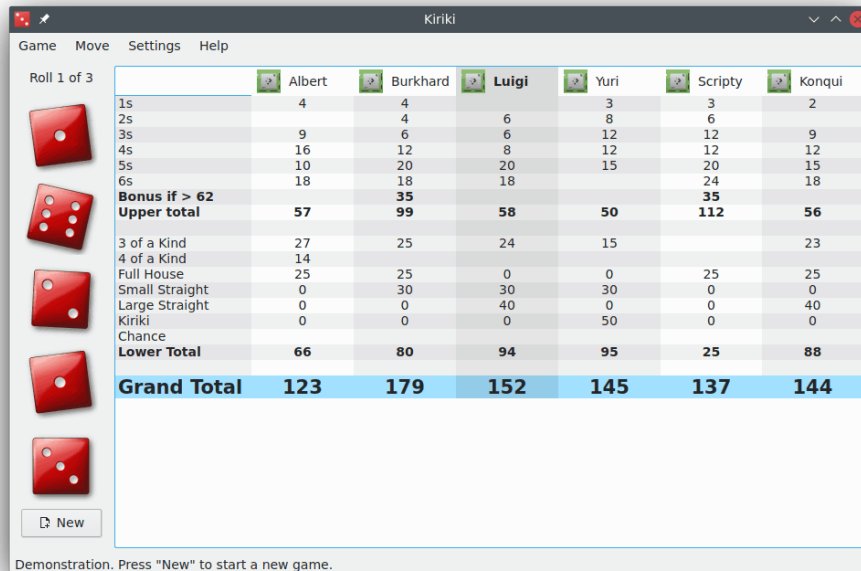 Kiriki
Game Move Settings Help
Roll 1 of 3
Albert Burkhard Luigi Yuri Scripty Konqui
1s 4 4 3 3 2
2s 4 6 8 6
3s 9 6 6 12 12 9
4s 16 12 8 12 12 12
5s 10 20 20 15 20 15
6s 18 18 18 24 18
Bonus if > 62 35 35
Upper total 57 99 58 50 112 56
3 of a Kind 27 25 24 15 23
4 of a Kind 14
Full House 25 25 0 0 25 25
Small Straight 0 30 30 30 0 0
Large Straight 0 0 40 0 0 40
Kiriki 0 0 0 50 0 0
Chance
Lower Total 66 80 94 95 25 88
Grand Total 123 179 152 145 137 144
New
Demonstration. Press "New" to start a new game.